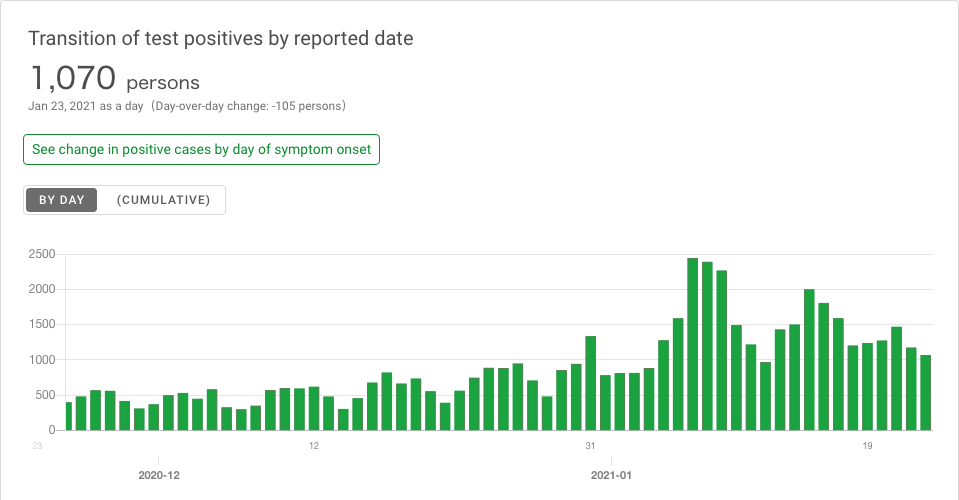 Transition of test positives by reported date
1,070 persons
Jan 23, 2021 as a day (Day-over-day change: -105 persons)
See change in positive cases by day of symptom onset
BY DAY (CUMULATIVE)
2500
2000
1500
1000
500
0
23 12 31 19
2020-12 2021-01